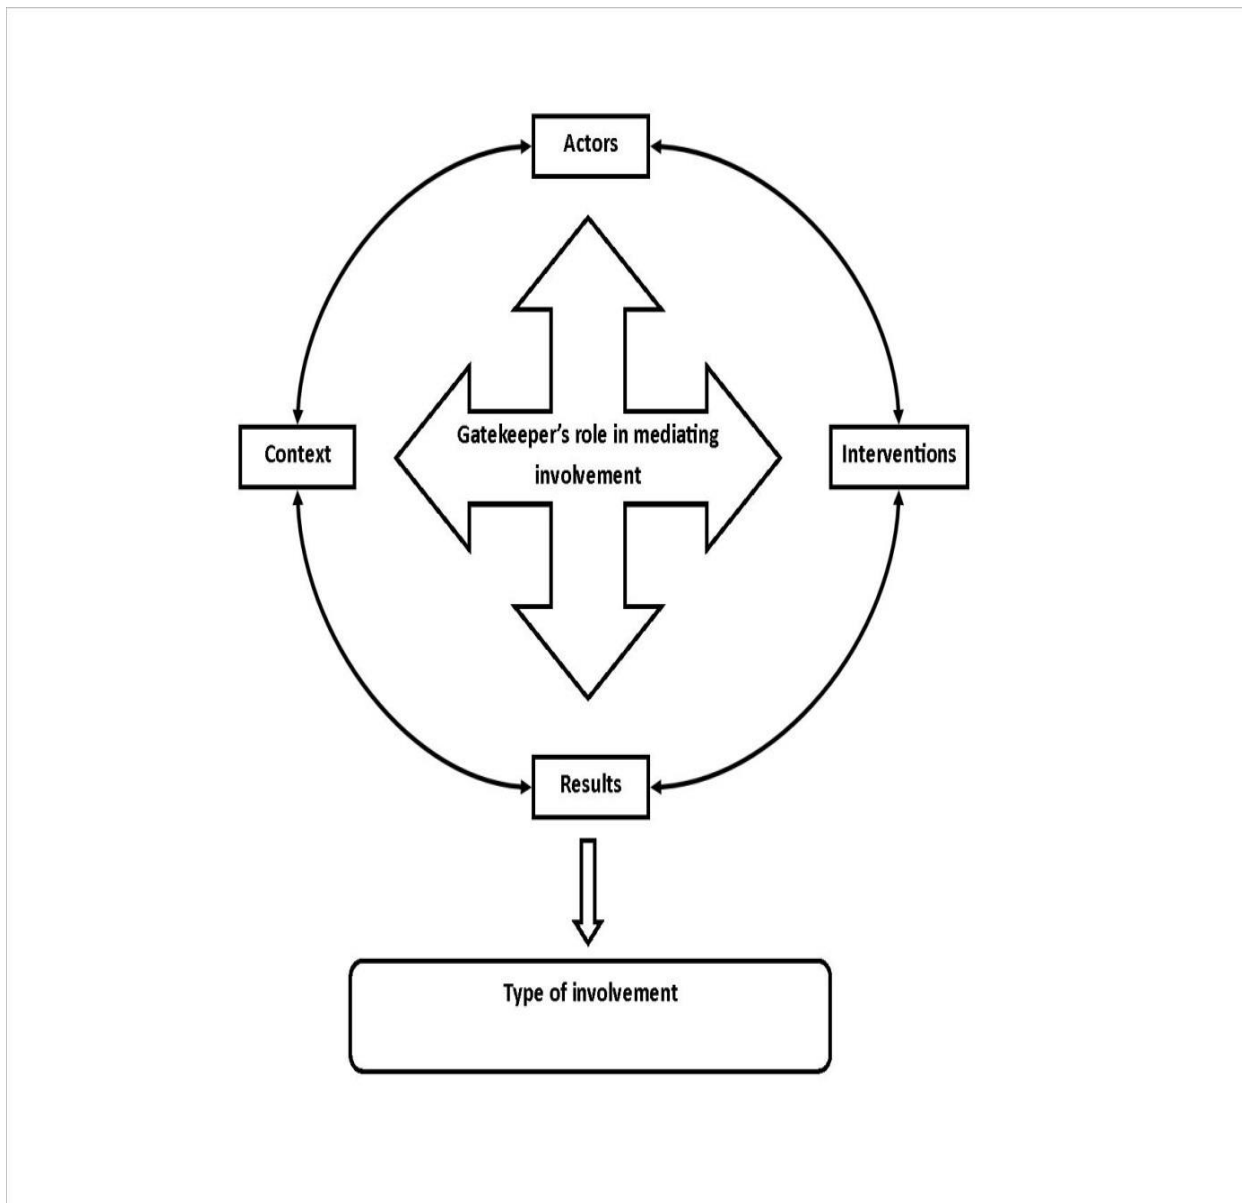 Actors
Context
Gatekeeper’s role in mediating
involvement
Interventions
Results
Type of involvement